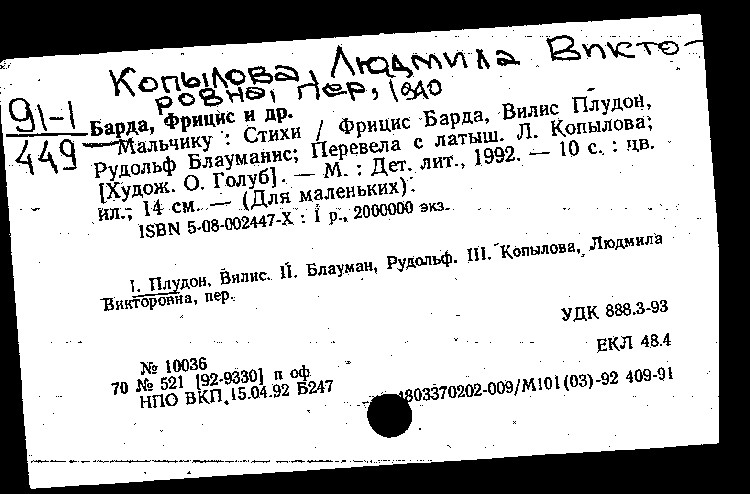 Копылова, Людмила Викто-
ровна, пер, 1940
91-1
449
Барда, Фрицис и др.
Мальчику : Стихи / Фрицис Барда, Вилис Плудон,
Рудольф Блауманис; Перевела с латыш. Л. Копылова;
[Худож. О. Голуб]. — М. : Дет. лит., 1992. — 10 с. : цв.
ил.; 14 см. — (Для маленьких).
ISBN 5-08-002447-X : 1 р., 2000000 экз.
I. Плудон, Вилис. II. Блауман, Рудольф. III. Копылова, Людмила
Викторовна, пер.
УДК 888.3-93
ЕКЛ 48.4
№ 10036
70 № 521 [92-9330] п оф
НПО ВКП, 15.04.92 Б247
4803370202-009/М101(03)-92 409-91